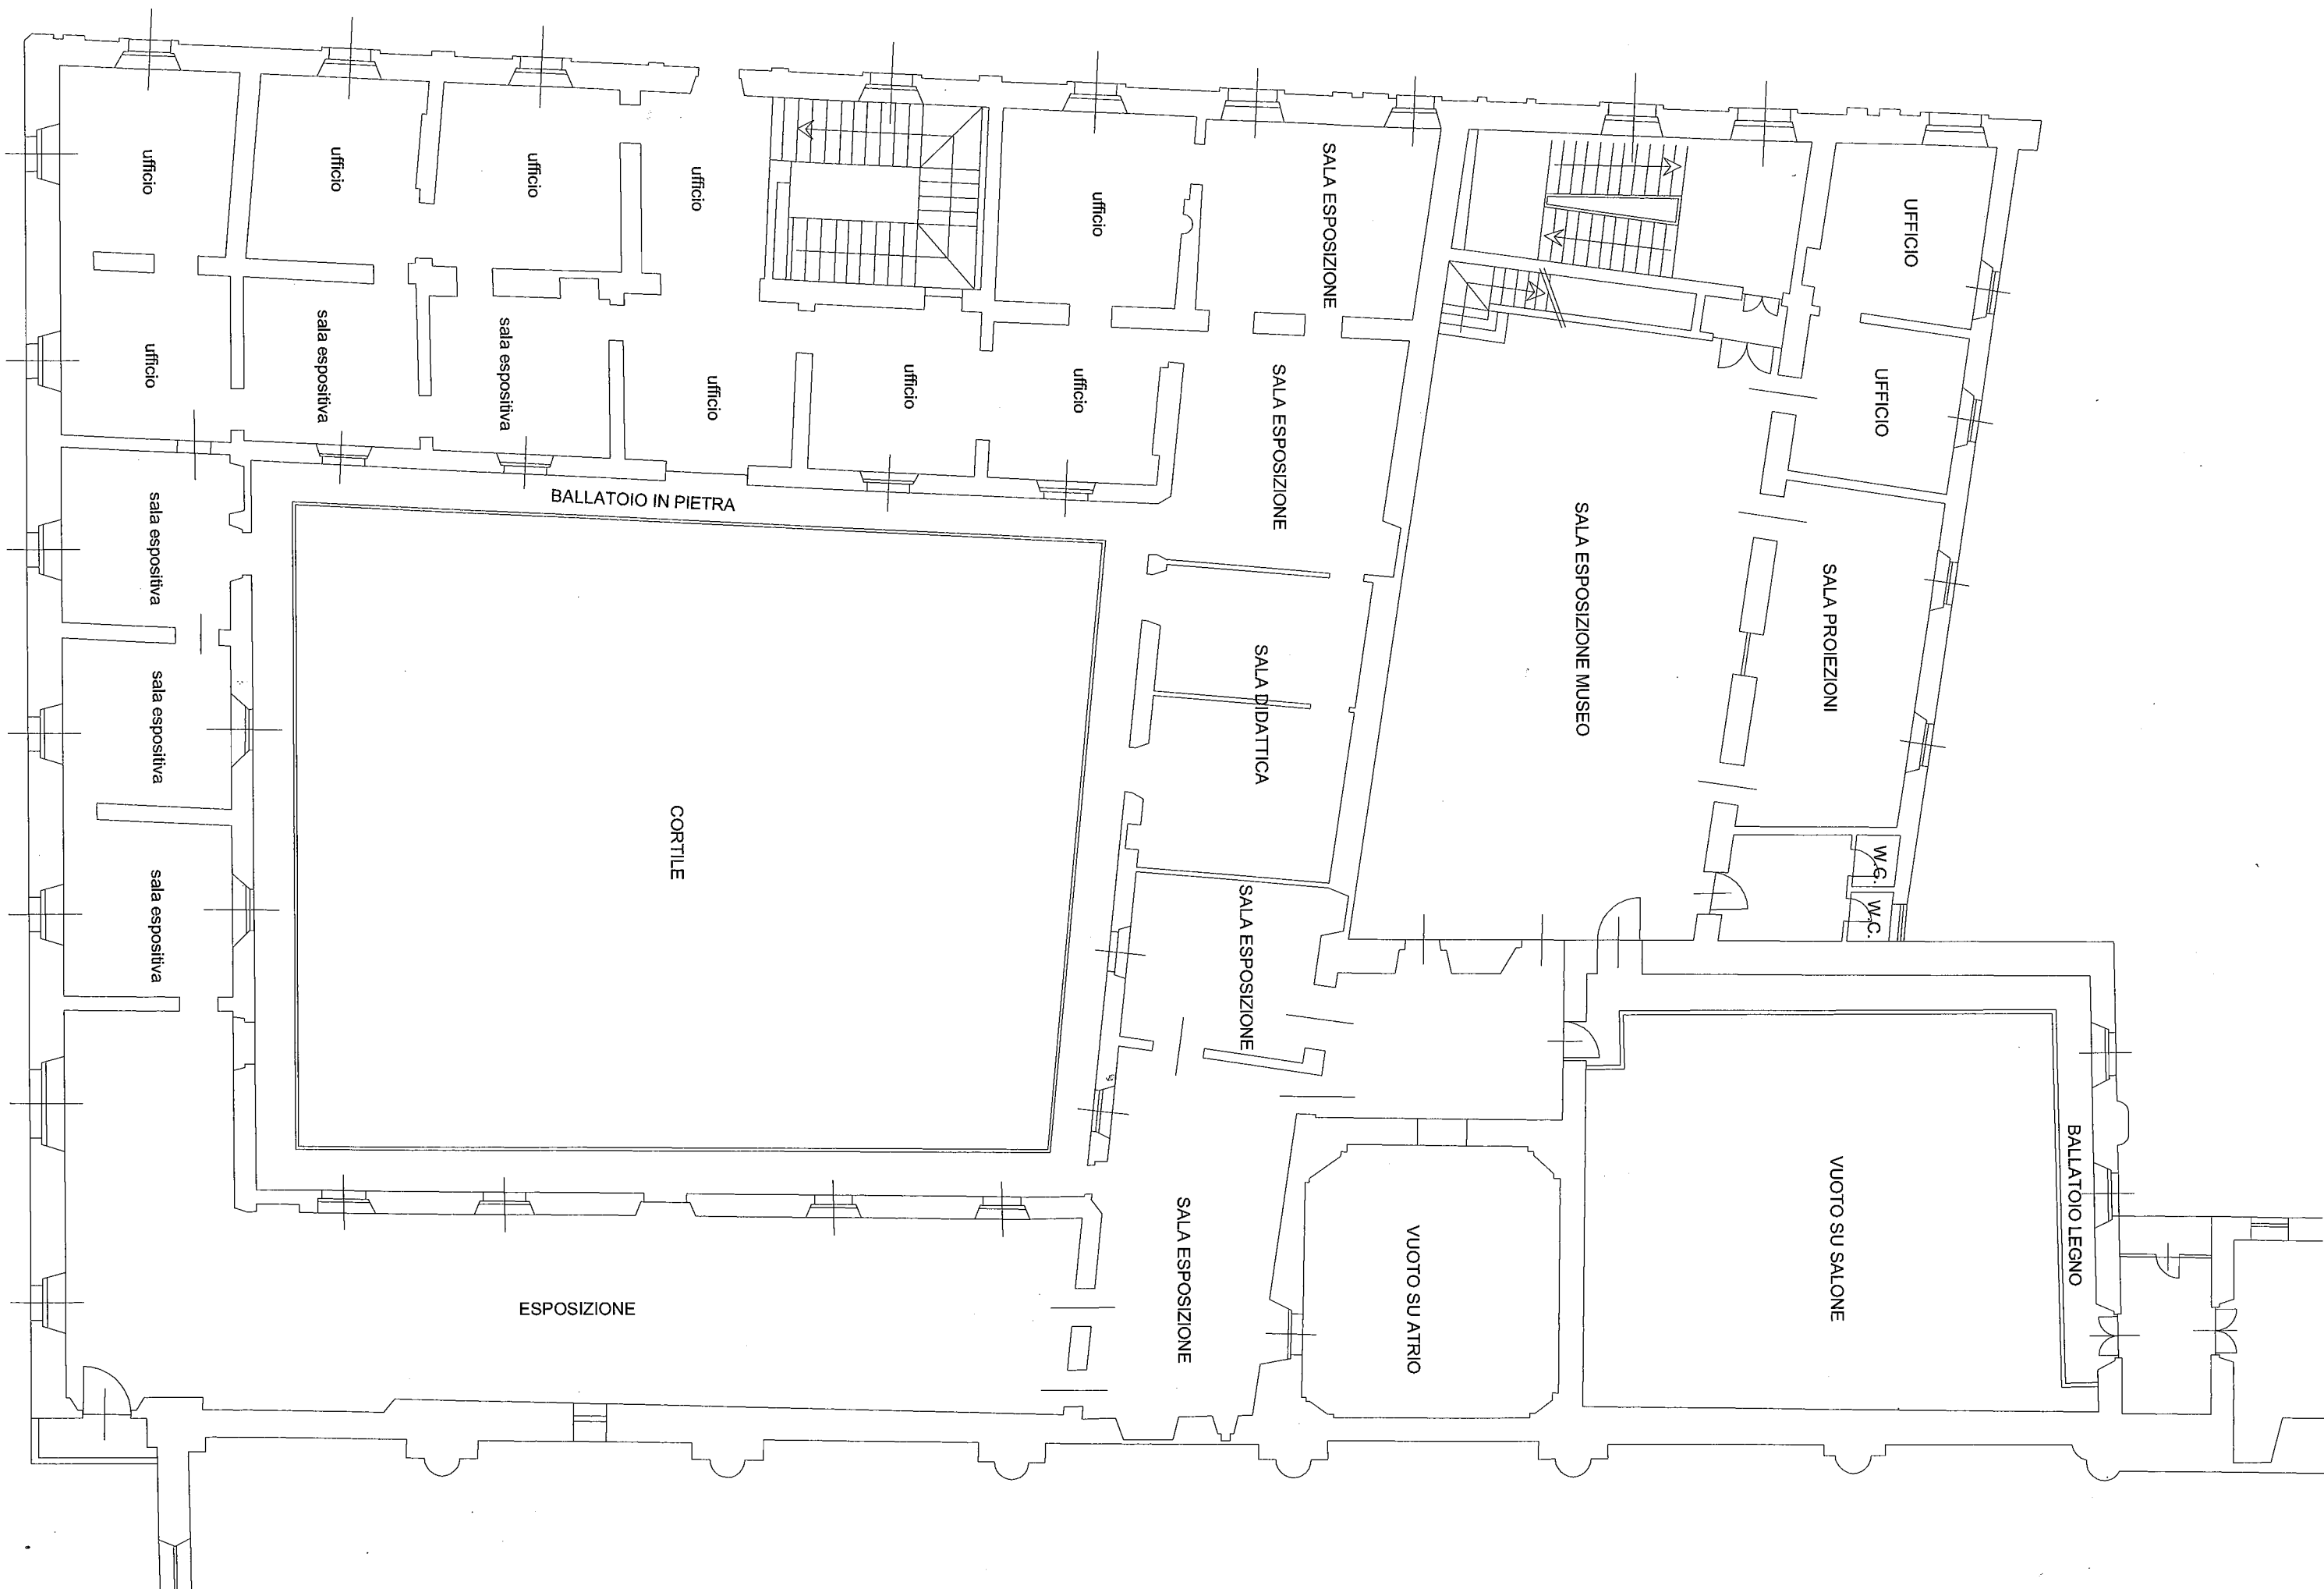 ufficio
ufficio
ufficio
ufficio
ufficio
SALA ESPOSIZIONE
UFFICIO
ufficio
sala espositiva
sala espositiva
ufficio
ufficio
ufficio
SALA ESPOSIZIONE
UFFICIO
BALLATOIO IN PIETRA
sala espositiva
SALA ESPOSIZIONE MUSEO
SALA PROIEZIONI
sala espositiva
SALA DIDATTICA
CORTILE
sala espositiva
SALA ESPOSIZIONE
W.C.
W.C.
SALA ESPOSIZIONE
VUOTO SU ATRIO
VUOTO SU SALONE
BALLATOIO LEGNO
ESPOSIZIONE